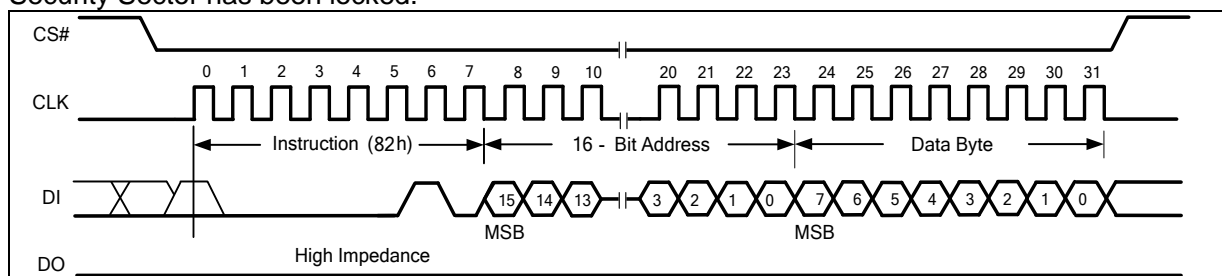 Security Sector has been locked.
CS#
0 1 2 3 4 5 6 7 8 9 10 20 21 22 23 24 25 26 27 28 29 30 31
CLK
Instruction (82h) 16 - Bit Address Data Byte
DI 15 14 13 3 2 1 0 7 6 5 4 3 2 1 0
MSB MSB
High Impedance
DO